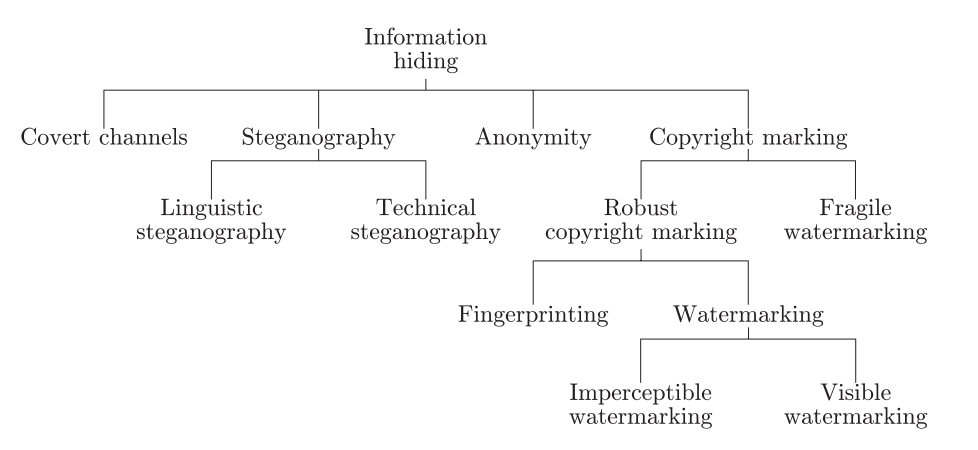 Information
hiding
Covert channels
Steganography
Anonymity
Copyright marking
Linguistic
steganography
Technical
steganography
Robust
copyright marking
Fragile
watermarking
Fingerprinting
Watermarking
Imperceptible
watermarking
Visible
watermarking